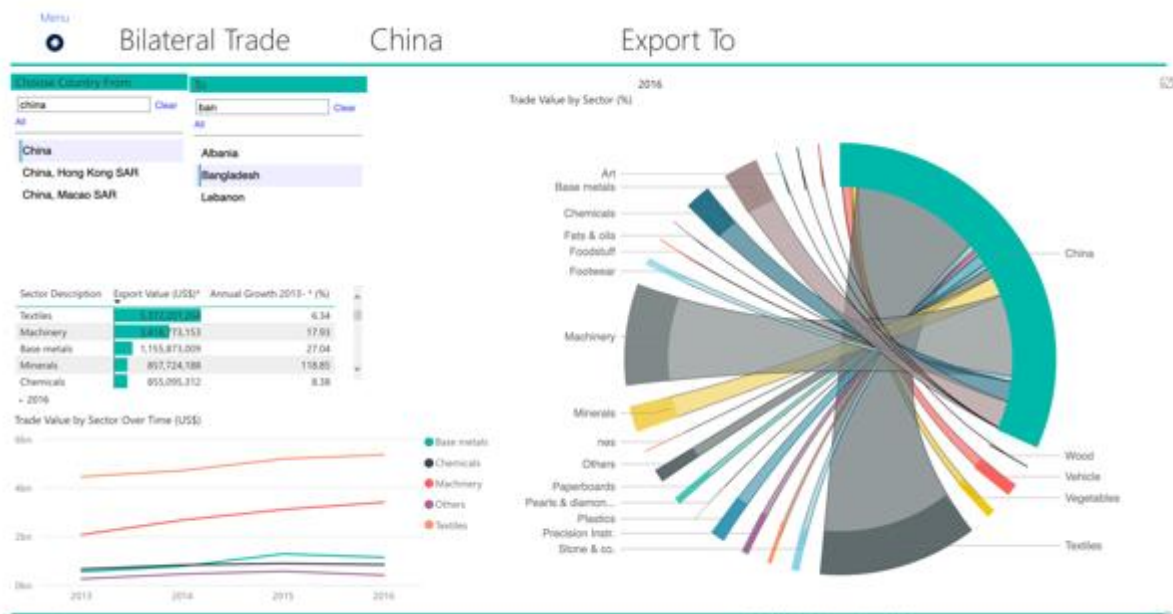 Menu
Bilateral Trade China Export To
Choose Country From To
china Clear ban Clear
All All
China
China, Hong Kong SAR
China, Macao SAR
Albania
Bangladesh
Lebanon
Sector Description Export Value (US$)* Annual Growth 2013- * (%)
Textiles 6.34
Machinery 17.93
Base metals 1,155,873,009 27.04
Minerals 857,724,188 118.85
Chemicals 855,095,312 8.38
- 2016
Trade Value by Sector Over Time (US$)
6bn
4bn
2bn
0bn
2013 2014 2015 2016
Base metals
Chemicals
Machinery
Others
Textiles
2016
Trade Value by Sector (%)
Art
Base metals
Chemicals
Fats & oils
Foodstuff
Footwear
Machinery
Minerals
nes
Others
Paperboards
Pearls & diamon...
Plastics
Precision Instr.
Stone & co.
China
Wood
Vehicle
Vegetables
Textiles